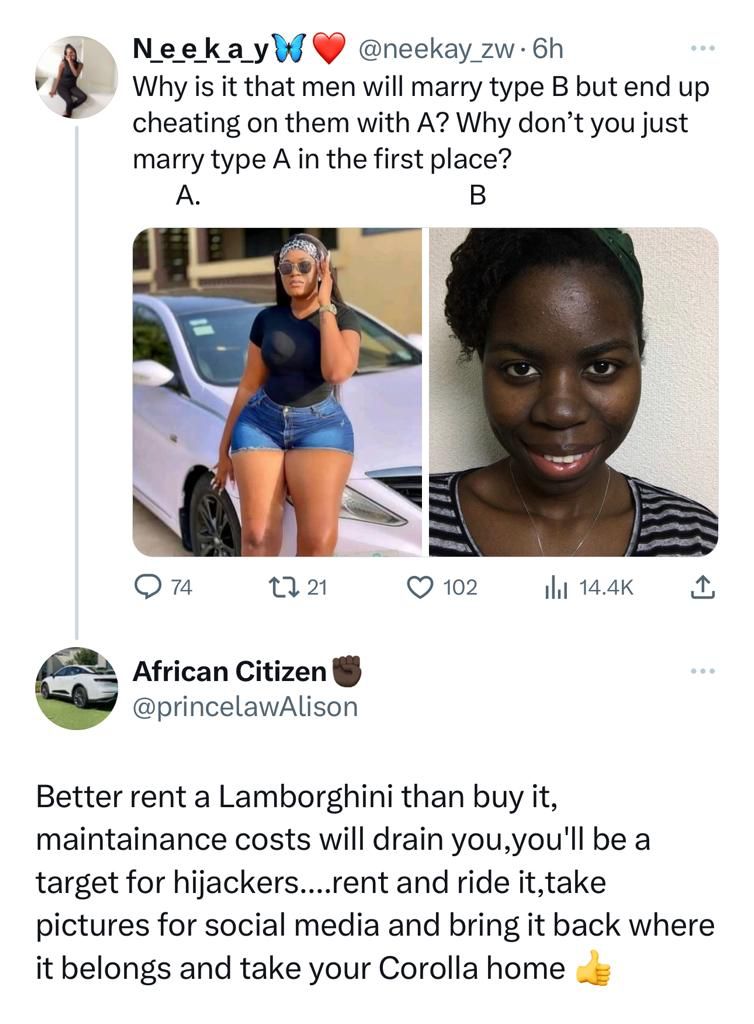 N_e_e_k_a_y🦋❤️ @neekay_zw · 6h
Why is it that men will marry type B but end up
cheating on them with A? Why don’t you just
marry type A in the first place?
A. B
74 21 102 14.4K
African Citizen✊🏿
@princelawAlison
Better rent a Lamborghini than buy it,
maintainance costs will drain you,you'll be a
target for hijackers....rent and ride it,take
pictures for social media and bring it back where
it belongs and take your Corolla home 👍